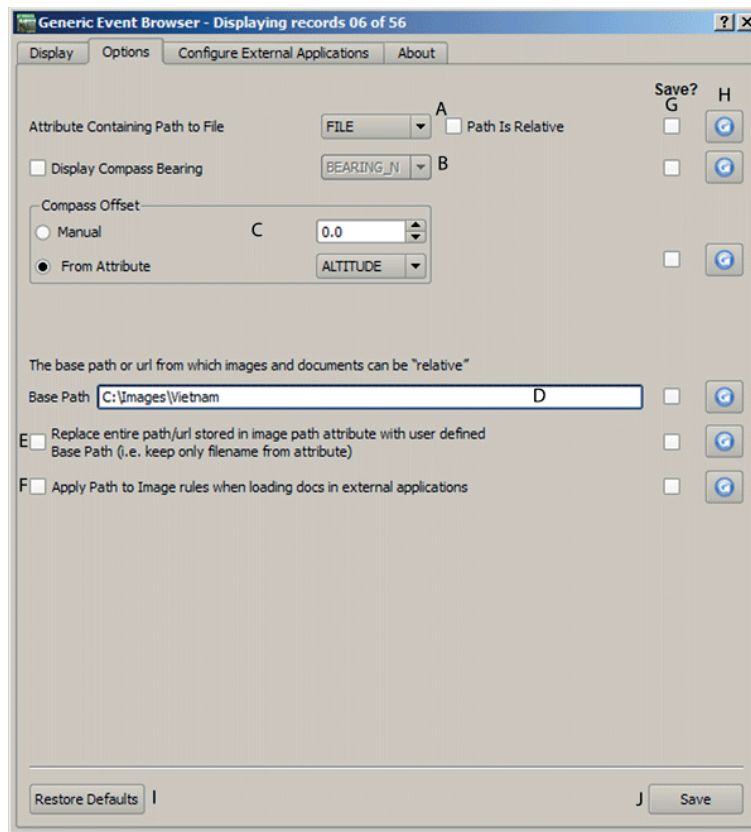 Generic Event Browser - Displaying records 06 of 56
Display Options Configure External Applications About
Save? H
G
Attribute Containing Path to File FILE A Path Is Relative
Display Compass Bearing BEARING_N B
Compass Offset
Manual C 0.0
From Attribute ALTITUDE
The base path or url from which images and documents can be "relative"
Base Path C:\Images\Vietnam D
E Replace entire path/url stored in image path attribute with user defined
Base Path (i.e. keep only filename from attribute)
F Apply Path to Image rules when loading docs in external applications
Restore Defaults I J Save